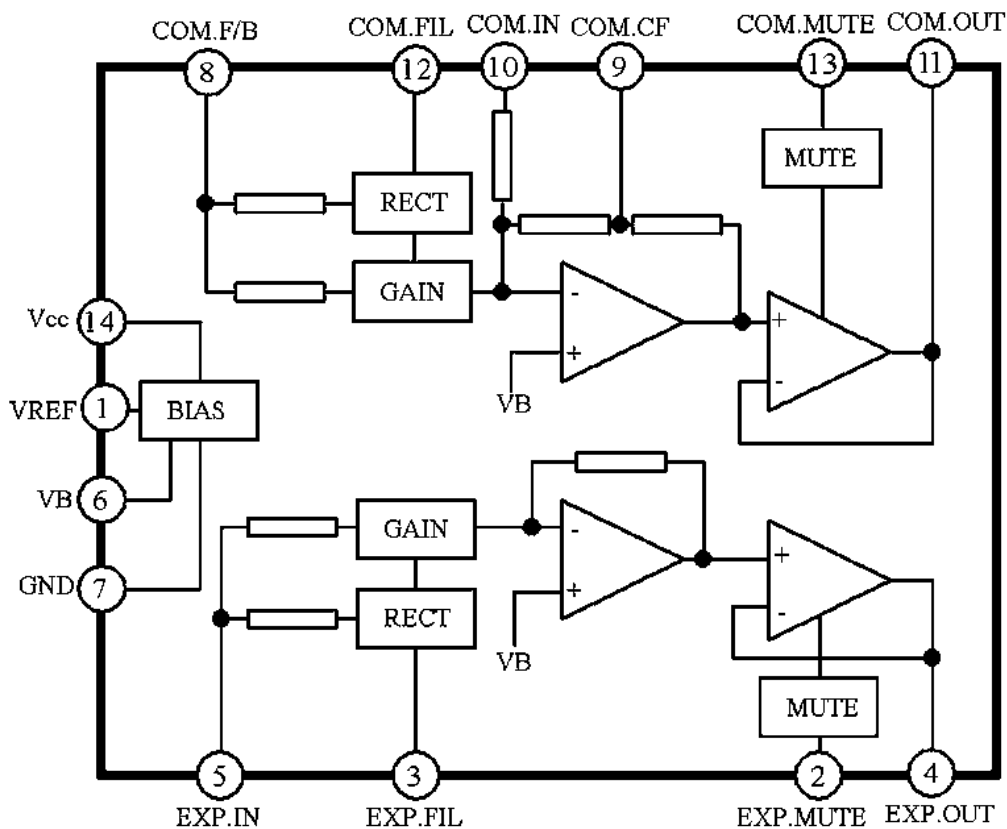 COM.F/B
COM.FIL
COM.IN
COM.CF
COM.MUTE
COM.OUT
8
12
10
9
13
11
MUTE
RECT
GAIN
-
+
VB
+
-
Vcc
14
VREF
1
BIAS
VB
6
GND
7
GAIN
RECT
-
+
VB
+
-
MUTE
5
3
2
4
EXP.IN
EXP.FIL
EXP.MUTE
EXP.OUT